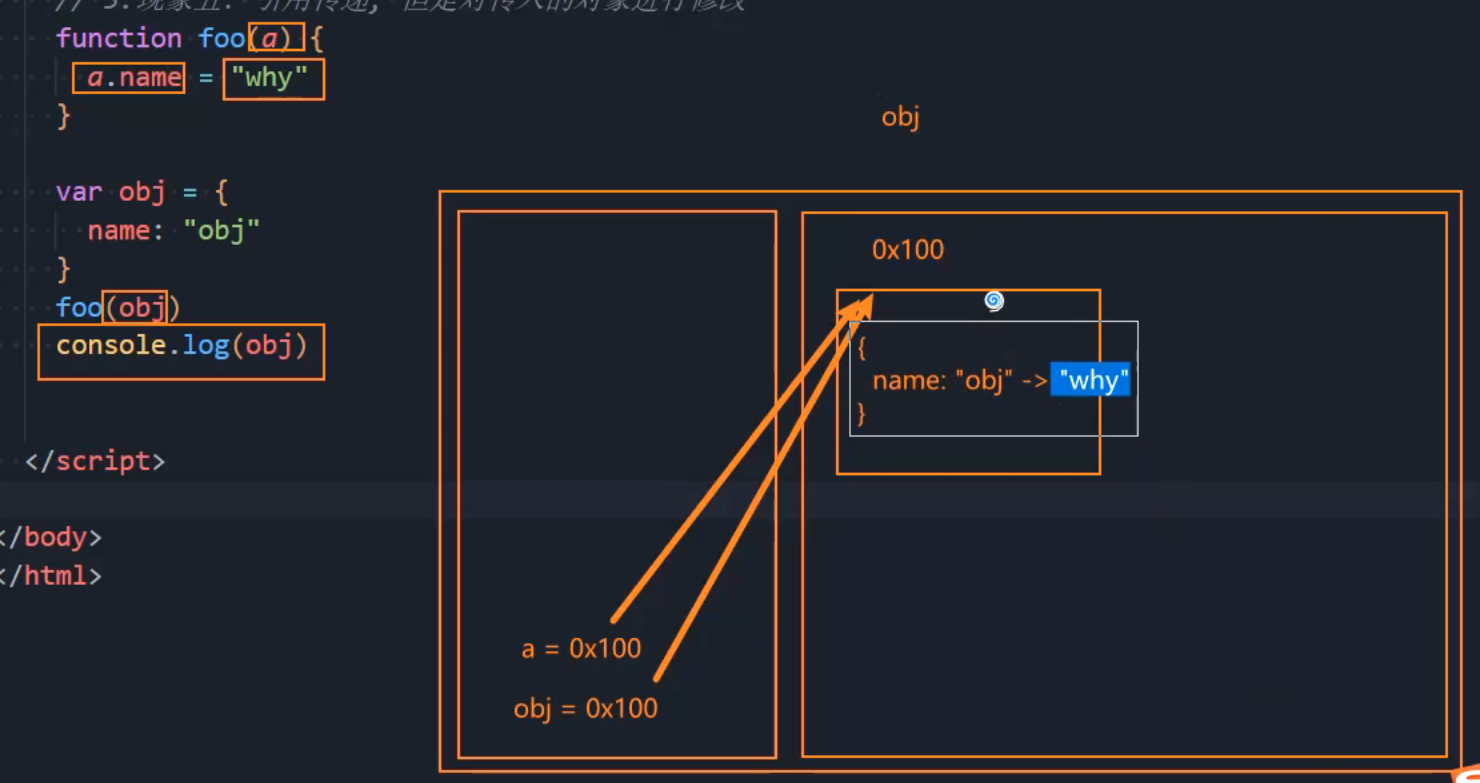 // 5.现象五: 引用传递, 但是对传入的对象进行修改
function foo(a) {
a.name = "why"
}
var obj = {
name: "obj"
}
foo(obj)
console.log(obj)
</script>
</body>
</html>
obj
0x100
{
name: "obj" -> "why"
}
a = 0x100
obj = 0x100